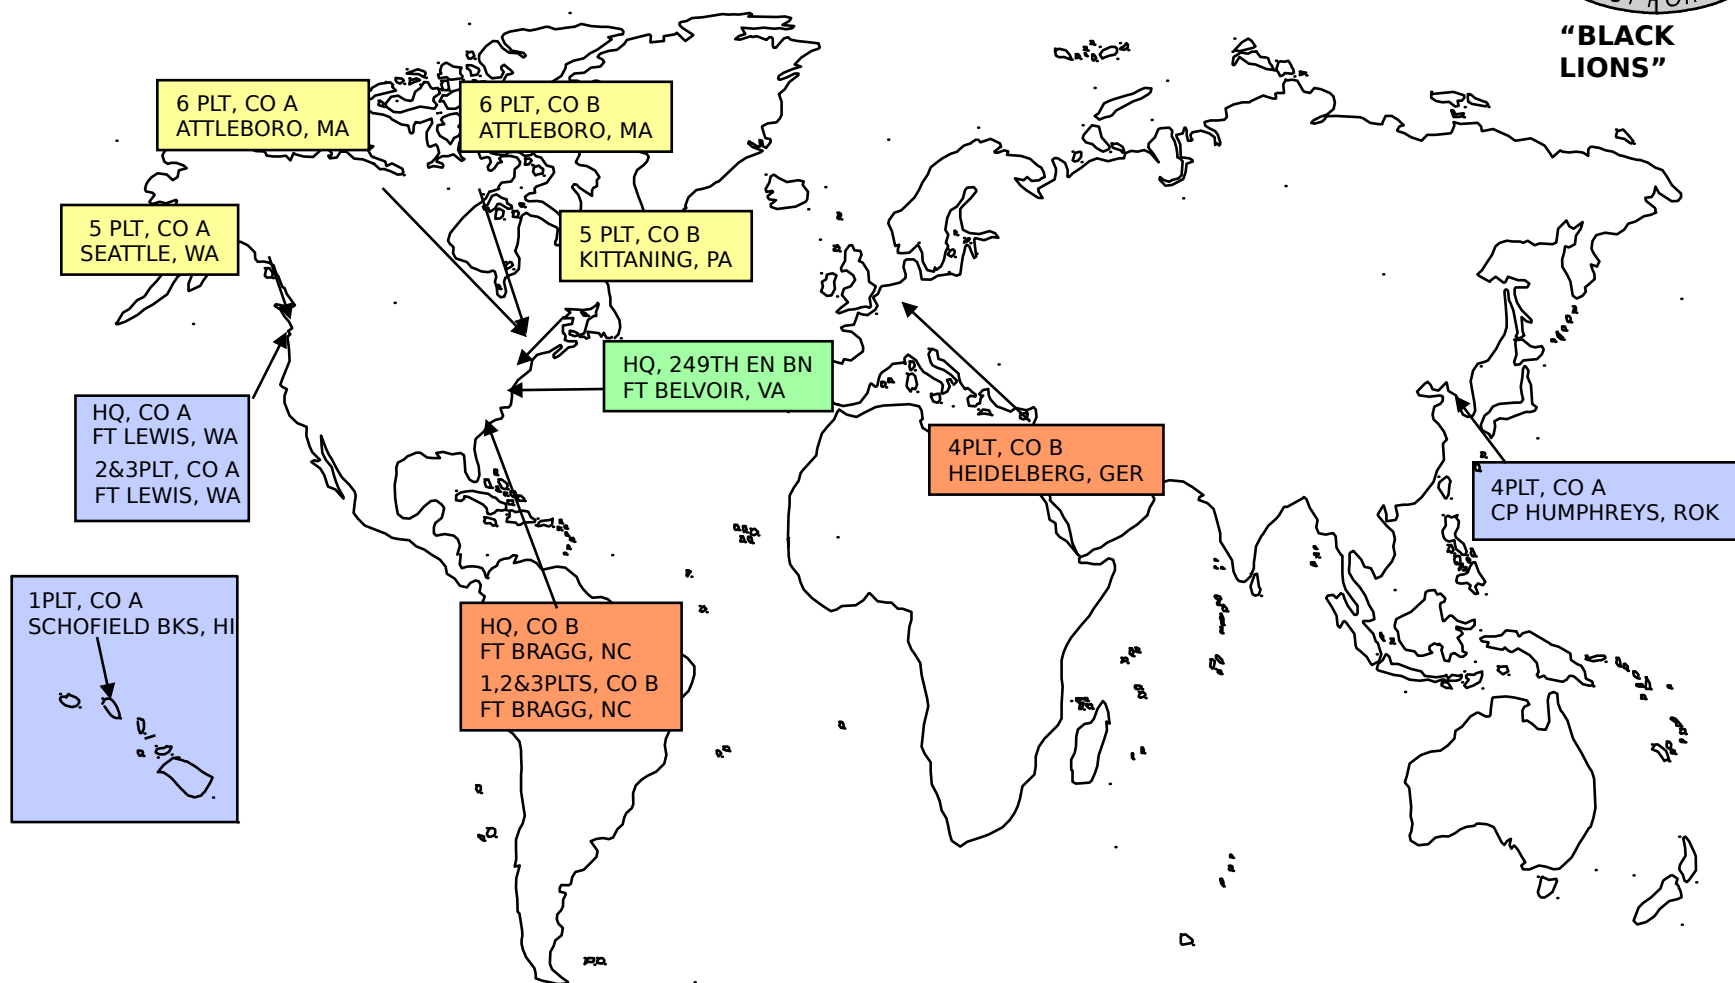 “BLACK
LIONS”
6 PLT, CO A
ATTLEBORO, MA
6 PLT, CO B
ATTLEBORO, MA
5 PLT, CO A
SEATTLE, WA
5 PLT, CO B
KITTANING, PA
HQ, 249TH EN BN
FT BELVOIR, VA
HQ, CO A
FT LEWIS, WA
2&3PLT, CO A
FT LEWIS, WA
4PLT, CO B
HEIDELBERG, GER
4PLT, CO A
CP HUMPHREYS, ROK
1PLT, CO A
SCHOFIELD BKS, HI
HQ, CO B
FT BRAGG, NC
1,2&3PLTS, CO B
FT BRAGG, NC